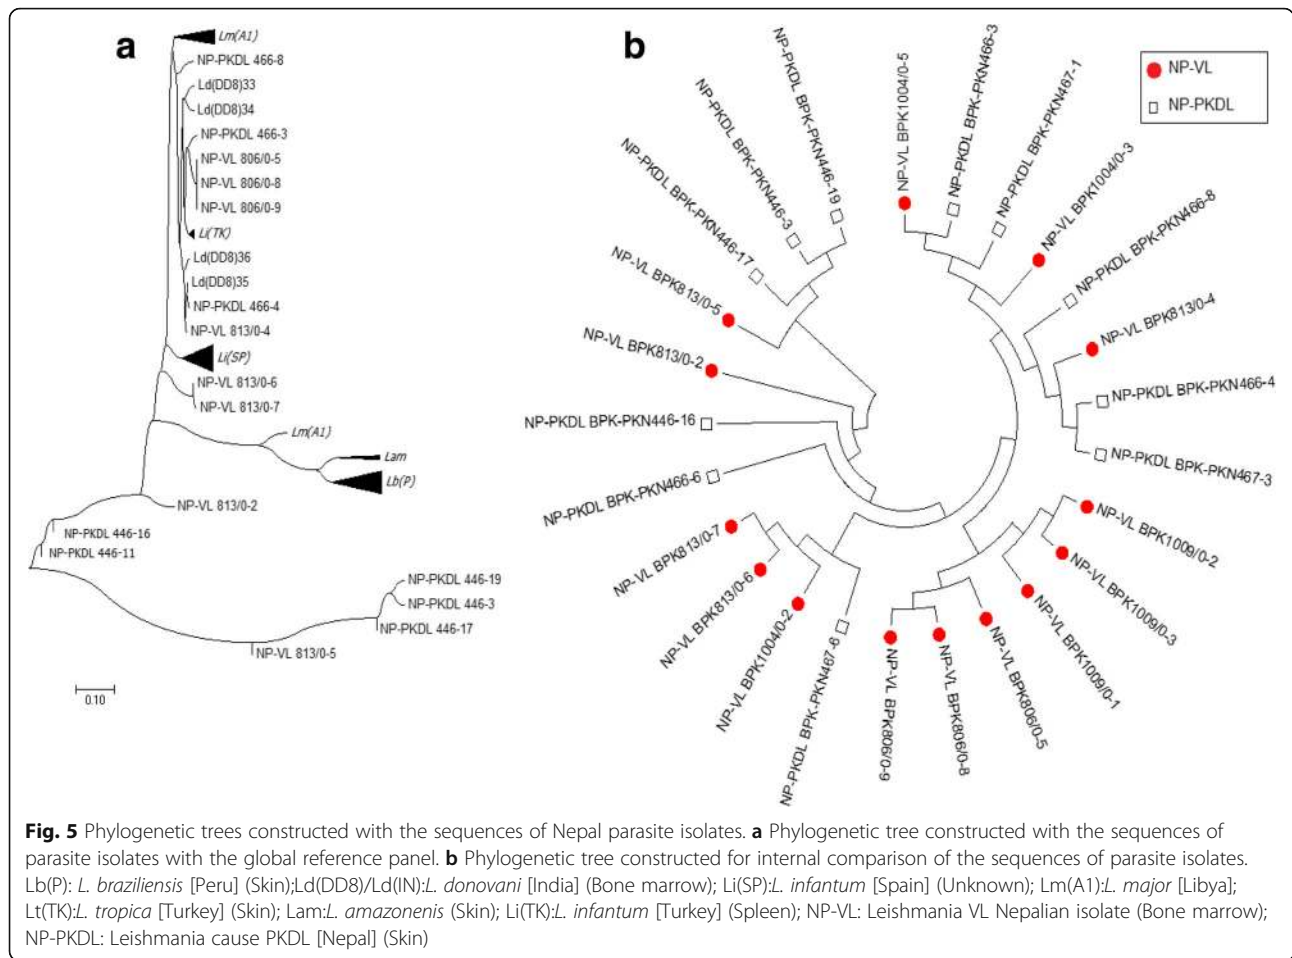 a
Lm(A1)
NP-PKDL 466-8
Ld(DD8)33
Ld(DD8)34
NP-PKDL 466-3
NP-VL 806/0-5
NP-VL 806/0-8
NP-VL 806/0-9
Li(TK)
Ld(DD8)36
Ld(DD8)35
NP-PKDL 466-4
NP-VL 813/0-4
Li(SP)
NP-VL 813/0-6
NP-VL 813/0-7
Lm(A1)
Lam
Lb(P)
NP-VL 813/0-2
NP-PKDL 446-16
NP-PKDL 446-11
NP-PKDL 446-19
NP-PKDL 446-3
NP-PKDL 446-17
NP-VL 813/0-5
0.10
b
NP-VL
NP-PKDL
NP-VL BPK1004/0-5
NP-PKDL BPK-PKN466-3
NP-PKDL BPK-PKN467-1
NP-VL BPK1004/0-3
NP-PKDL BPK-PKN466-8
NP-VL BPK813/0-4
NP-PKDL BPK-PKN466-4
NP-PKDL BPK-PKN467-3
NP-VL BPK1009/0-2
NP-VL BPK1009/0-3
NP-VL BPK1009/0-1
NP-VL BPK806/0-5
NP-VL BPK806/0-8
NP-VL BPK806/0-9
NP-PKDL BPK-PKN467-6
NP-VL BPK1004/0-2
NP-VL BPK813/0-6
NP-VL BPK813/0-7
NP-PKDL BPK-PKN466-6
NP-PKDL BPK-PKN446-16
NP-VL BPK813/0-2
NP-VL BPK813/0-5
NP-PKDL BPK-PKN446-17
NP-PKDL BPK-PKN446-3
NP-PKDL BPK-PKN446-19
Fig. 5 Phylogenetic trees constructed with the sequences of Nepal parasite isolates. a Phylogenetic tree constructed with the sequences of
parasite isolates with the global reference panel. b Phylogenetic tree constructed for internal comparison of the sequences of parasite isolates.
Lb(P): L. braziliensis [Peru] (Skin);Ld(DD8)/Ld(IN):L. donovani [India] (Bone marrow); Li(SP):L. infantum [Spain] (Unknown); Lm(A1):L. major [Libya];
Lt(TK):L. tropica [Turkey] (Skin); Lam:L. amazonenis (Skin); Li(TK):L. infantum [Turkey] (Spleen); NP-VL: Leishmania VL Nepalian isolate (Bone marrow);
NP-PKDL: Leishmania cause PKDL [Nepal] (Skin)